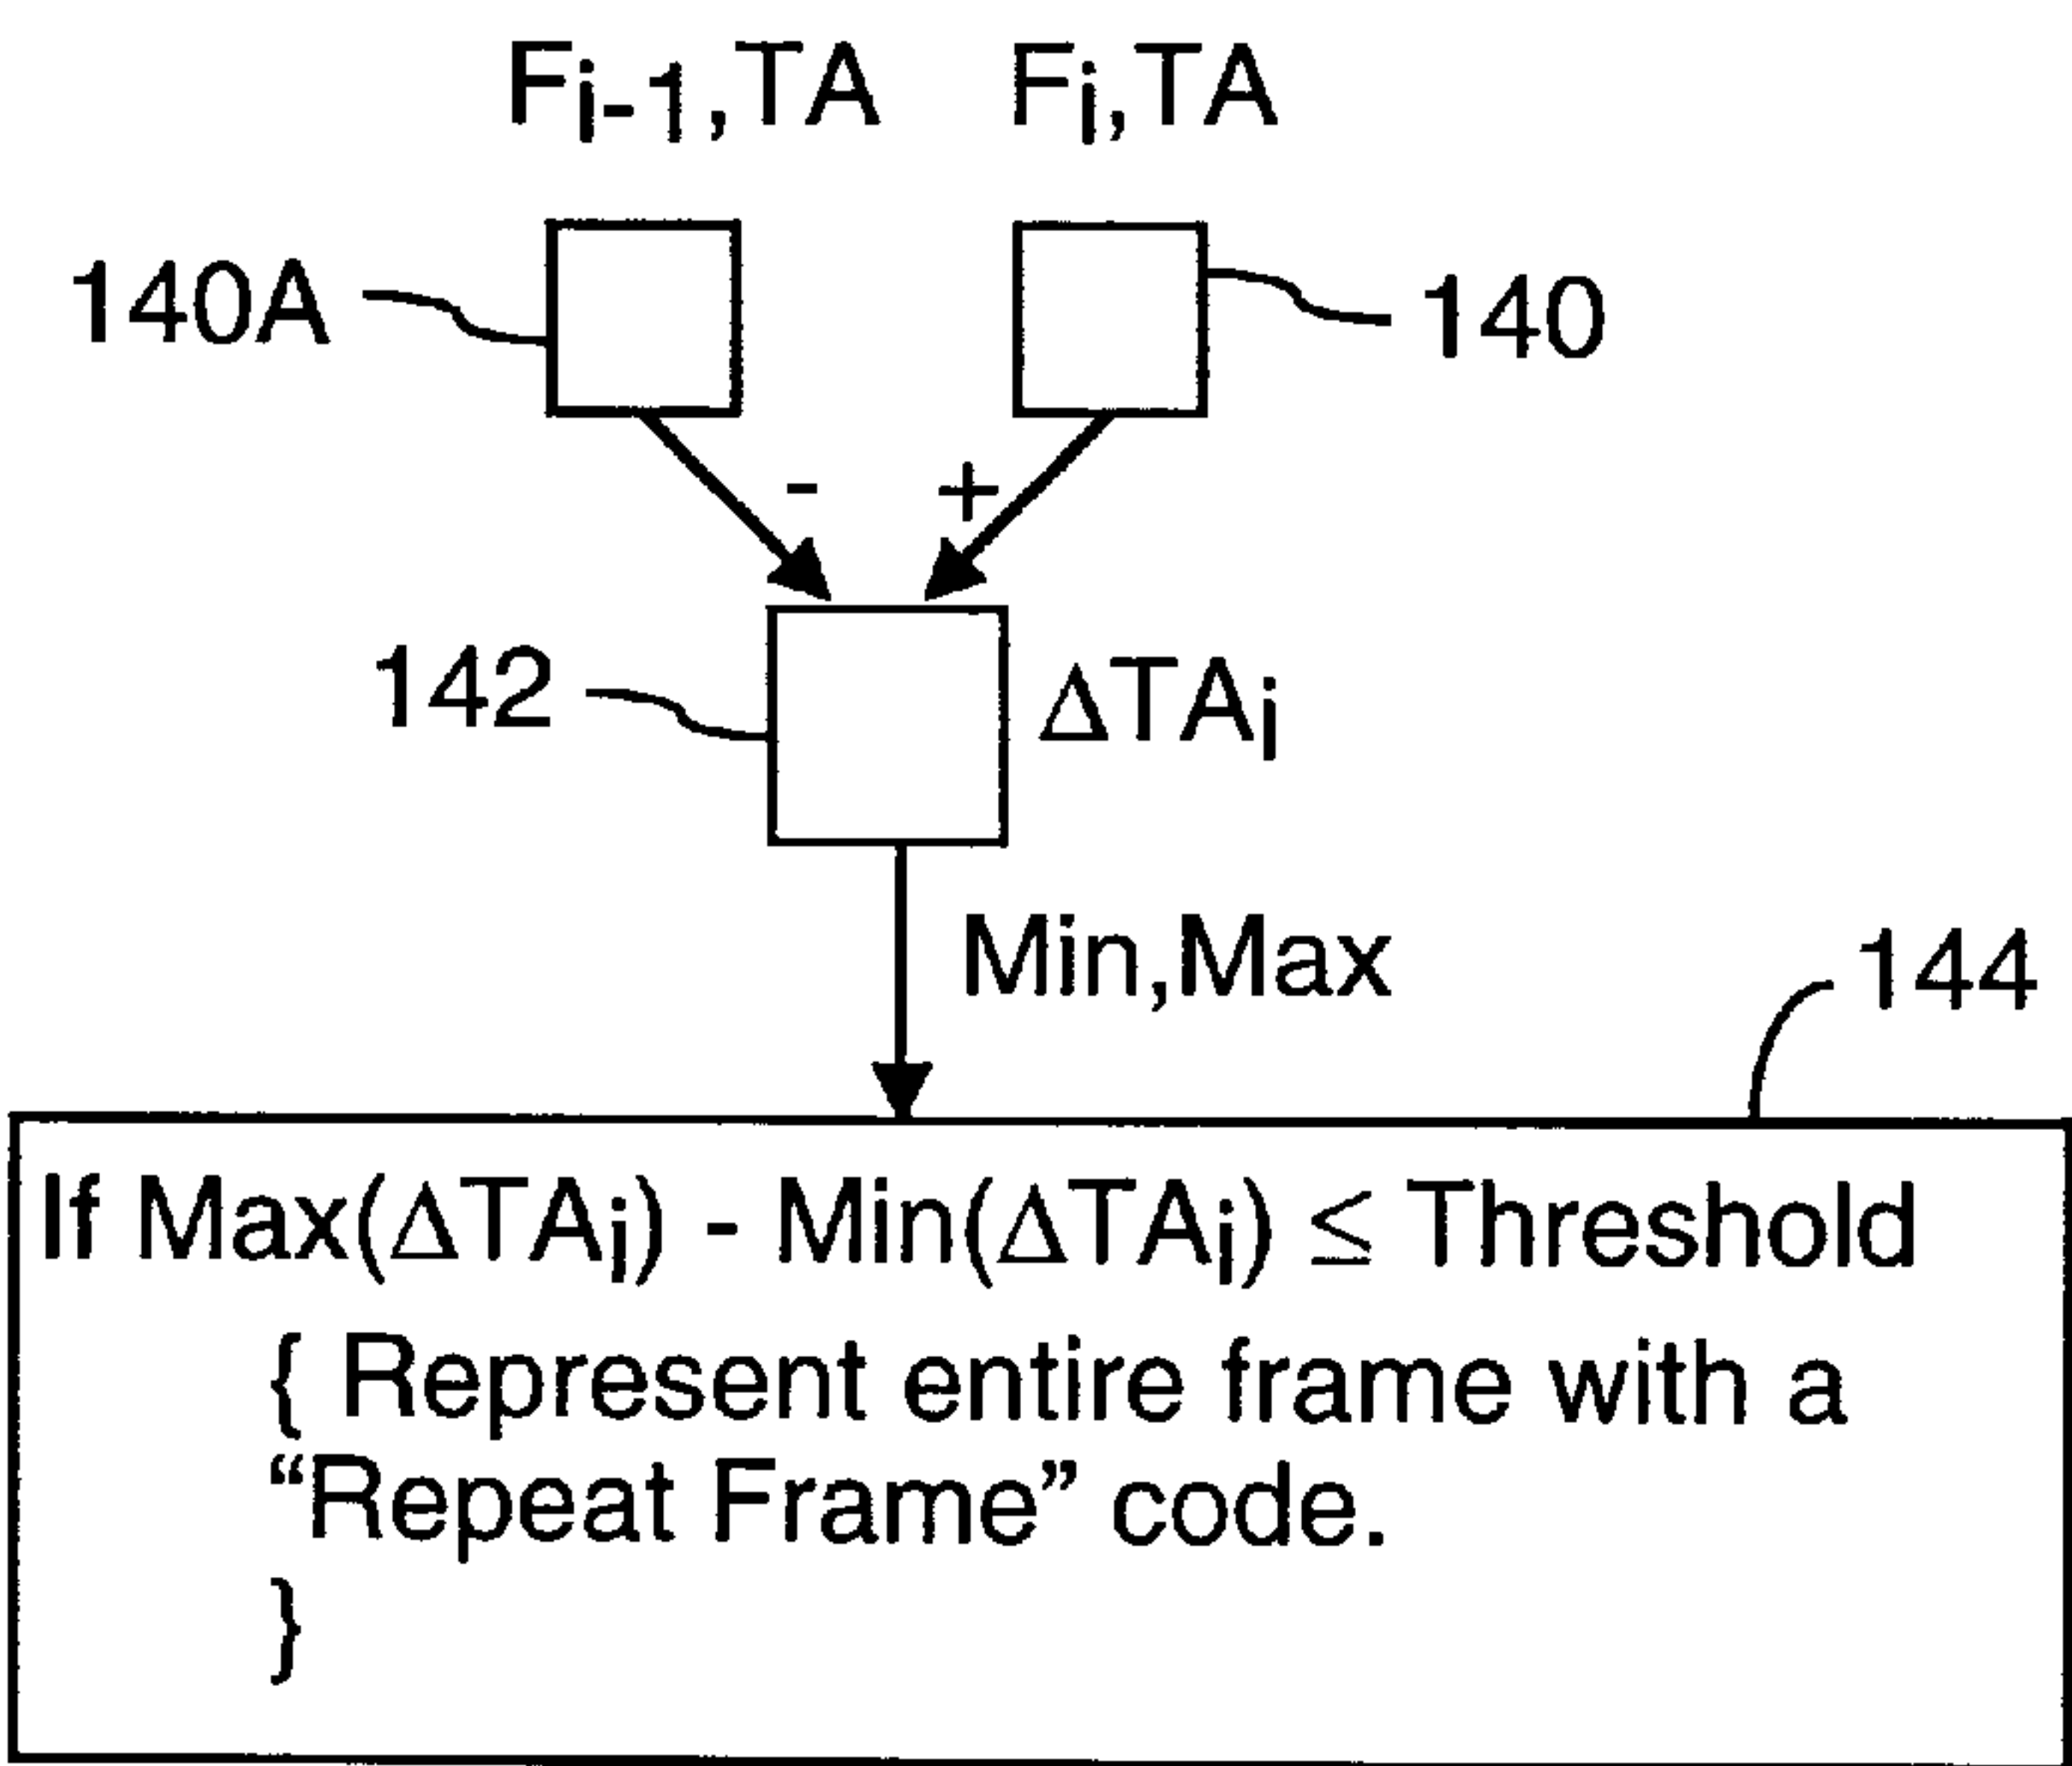 Fi-1,TA Fi,TA
140A
140
- +
142
ΔTAi
Min,Max
144
If Max(ΔTAi) - Min(ΔTAi) ≤ Threshold
{ Represent entire frame with a
“Repeat Frame” code.
}